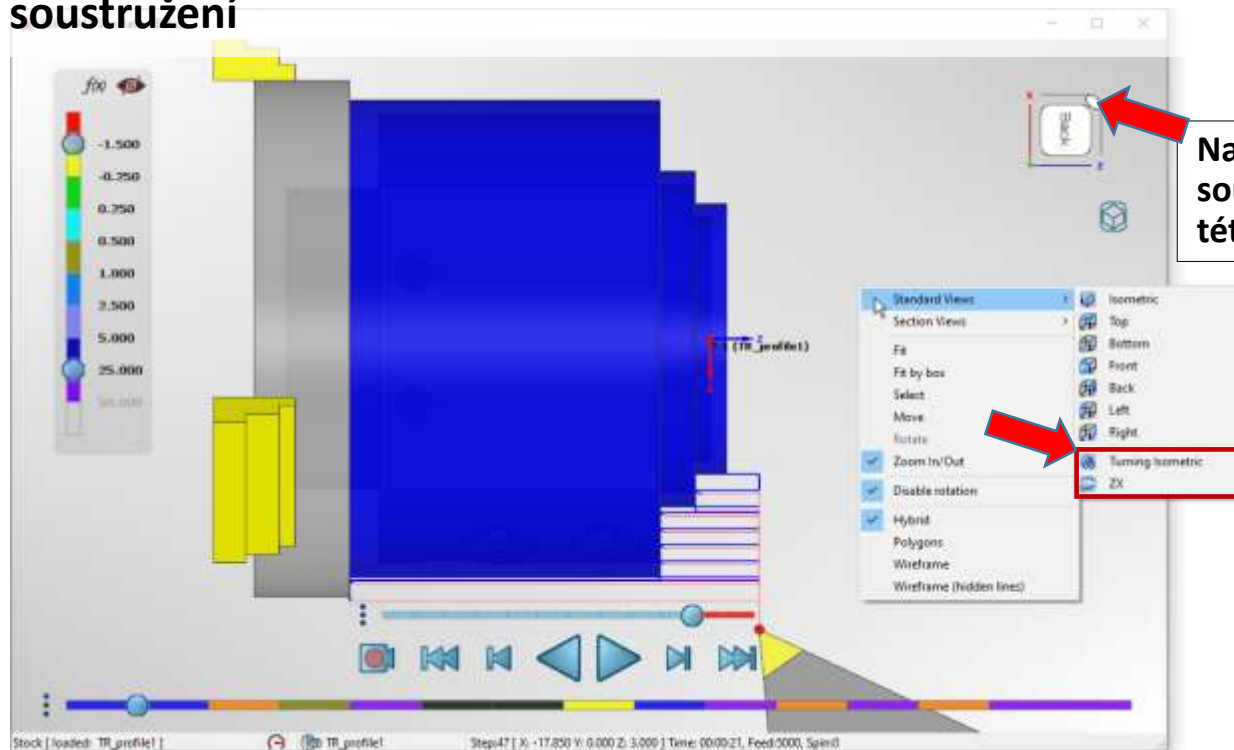 soustružení
f(x)
-1.500
-0.750
0.250
0.500
1.000
2.500
5.000
25.000
50.000
X
Back
Z
Na
sou
tét
Z
(TR_profile1)
Standard Views
Section Views
Fit
Fit by box
Select
Move
Rotate
Zoom In/Out
Disable rotation
Hybrid
Polygons
Wireframe
Wireframe (hidden lines)
Isometric
Top
Bottom
Front
Back
Left
Right
Turning Isometric
ZX
Stock [ loaded: TR_profile1 ]
TR_profile1
Step:47 [ X: -17.850 Y: 0.000 Z: 3.000 ] Time: 00:00:21, Feed:5000, Spin:0